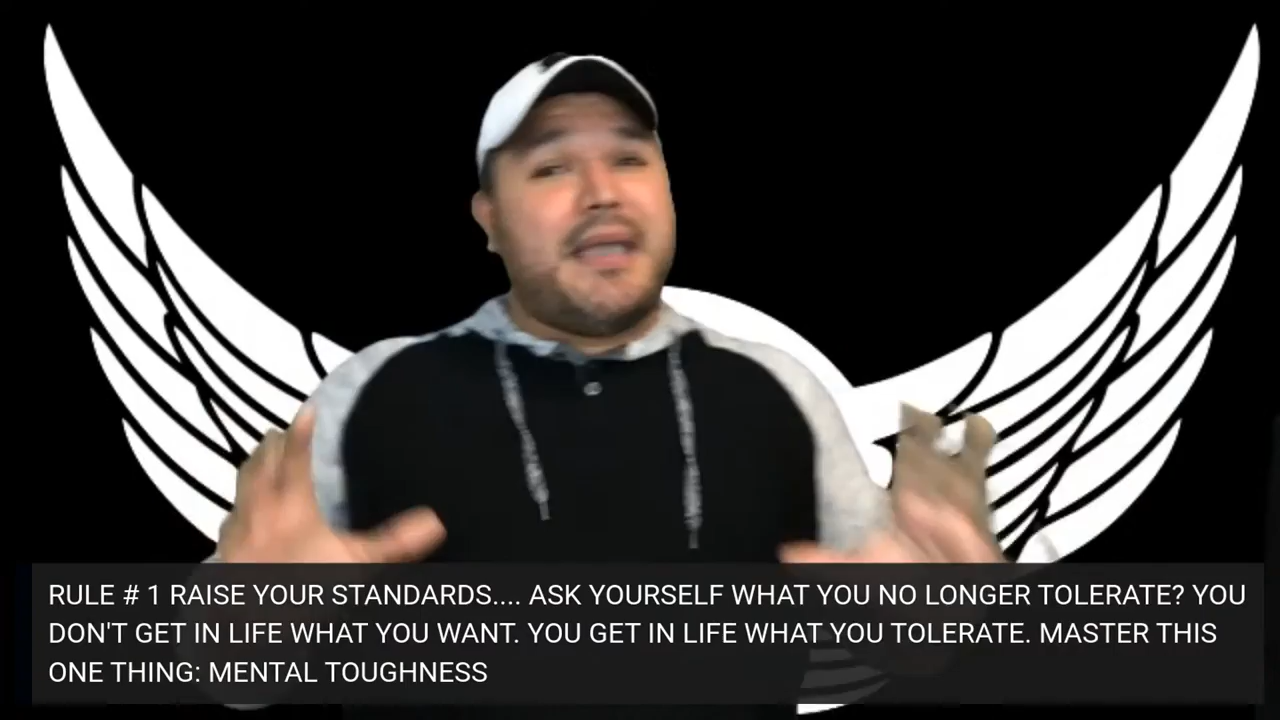 RULE # 1 RAISE YOUR STANDARDS.... ASK YOURSELF WHAT YOU NO LONGER TOLERATE? YOU
DON'T GET IN LIFE WHAT YOU WANT. YOU GET IN LIFE WHAT YOU TOLERATE. MASTER THIS
ONE THING: MENTAL TOUGHNESS